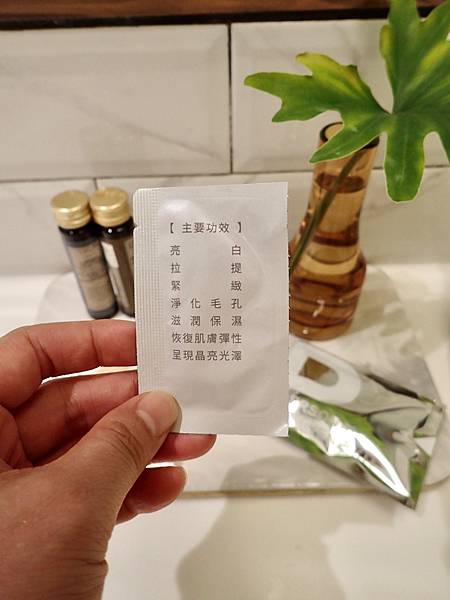 【 主要功效 】
亮白
拉提
緊緻
淨化毛孔
滋潤保濕
恢復肌膚彈性
呈現晶亮光澤